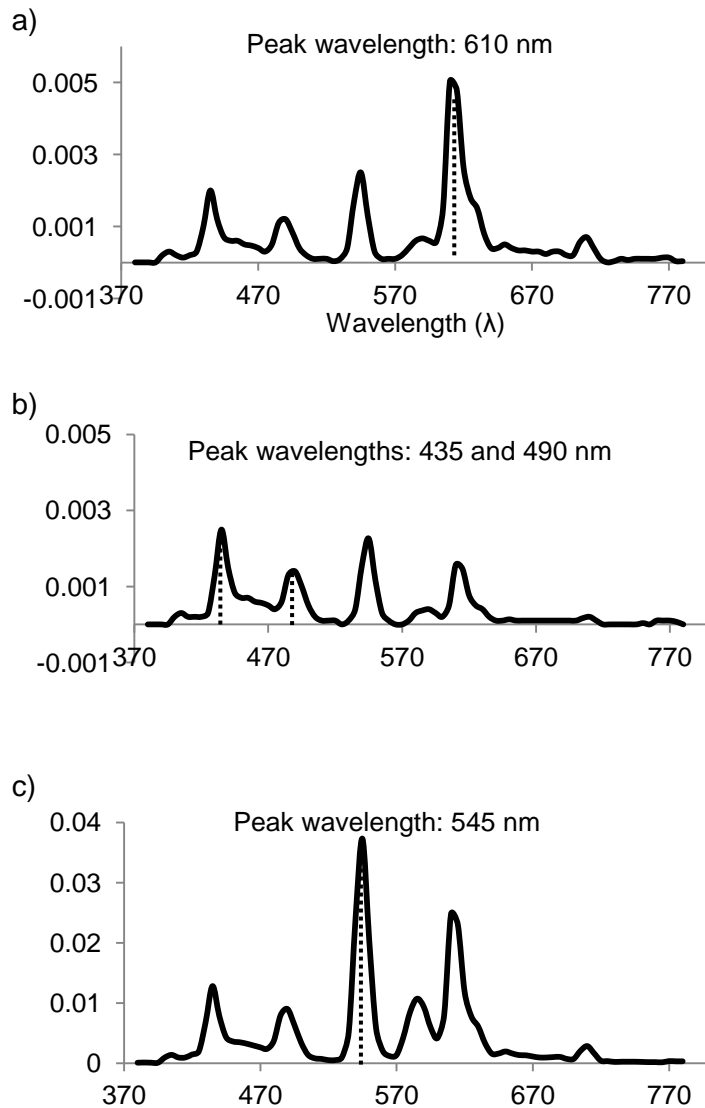 a)
Peak wavelength: 610 nm
0.005
0.003
0.001
-0.001
370 470 570 670 770
Wavelength (λ)
b)
0.005
Peak wavelengths: 435 and 490 nm
0.003
0.001
-0.001
370 470 570 670 770
c)
0.04
Peak wavelength: 545 nm
0.03
0.02
0.01
0
370 470 570 670 770